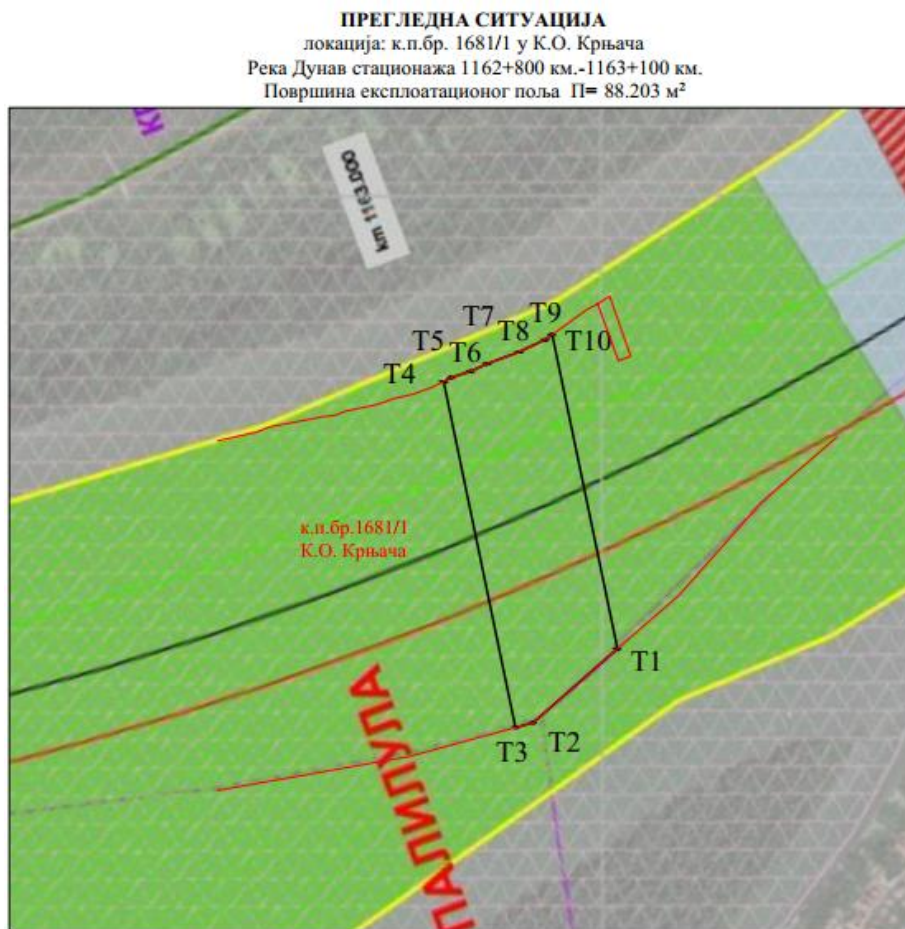 ПРЕГЛЕДНА СИТУАЦИЈА
локација: к.п.бр. 1681/1 у К.О. Крњача
Река Дунав стационажа 1162+800 км.-1163+100 км.
Површина експлоатационог поља П= 88.203 м²
КР
km 1163.000
T7
T9
T5
T8
T10
T6
T4
к.п.бр.1681/1
К.О. Крњача
T1
T2
T3
ПАЛИЛУЛА